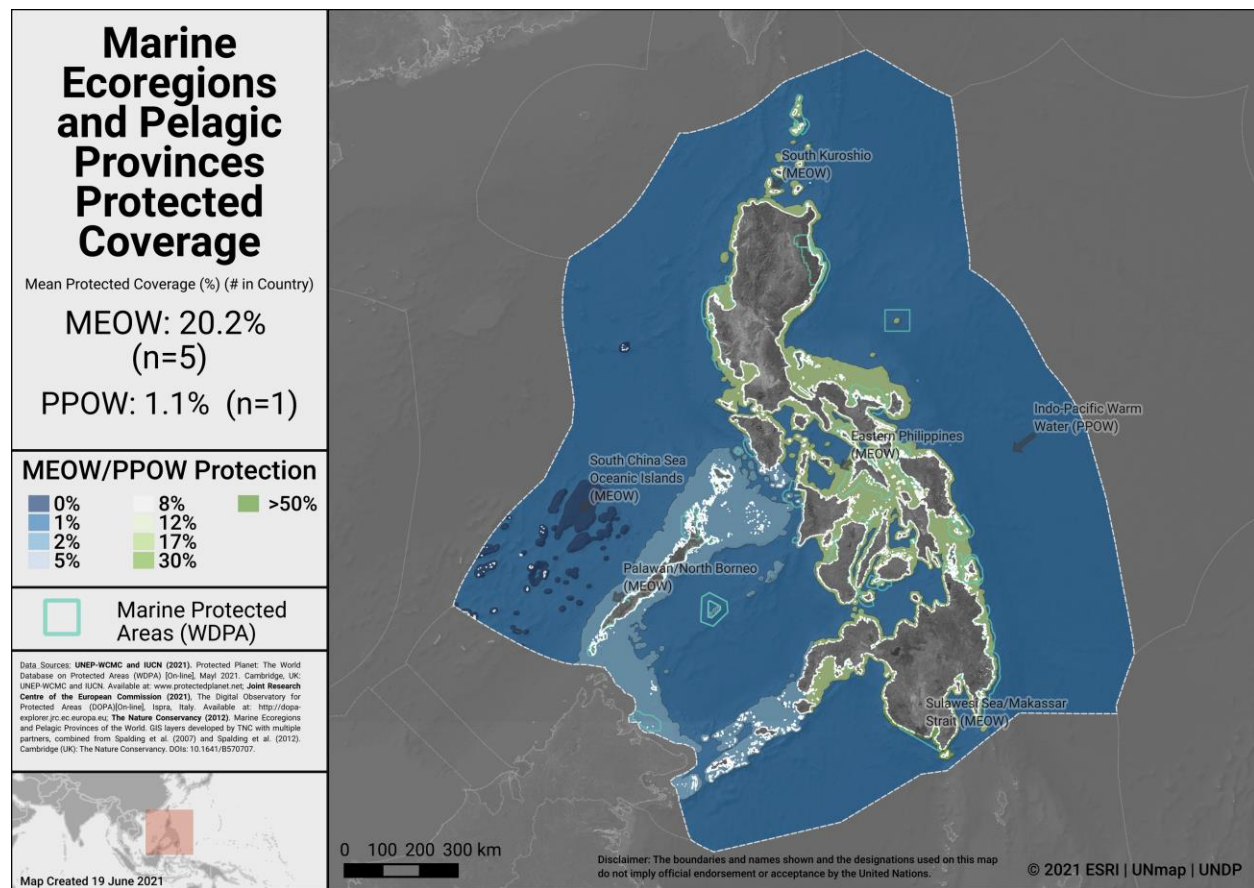 Marine
Ecoregions
and Pelagic
Provinces
Protected
Coverage
Mean Protected Coverage (%) (# in Country)
MEOW: 20.2%
(n=5)
PPOW: 1.1% (n=1)
MEOW/PPOW Protection
0%
1%
2%
5%
8%
12%
17%
30%
>50%
Marine Protected
Areas (WDPA)
Data Sources: UNEP-WCMC and IUCN (2021). Protected Planet: The World
Database on Protected Areas (WDPA) [On-line], Mayl 2021. Cambridge, UK:
UNEP-WCMC and IUCN. Available at: www.protectedplanet.net; Joint Research
Centre of the European Commission (2021), The Digital Observatory for
Protected Areas (DOPA)[On-line], Ispra, Italy. Available at: http://dopa-
explorer.jrc.ec.europa.eu; The Nature Conservancy (2012). Marine Ecoregions
and Pelagic Provinces of the World. GIS layers developed by TNC with multiple
partners, combined from Spalding et al. (2007) and Spalding et al. (2012).
Cambridge (UK): The Nature Conservancy. DOIs: 10.1641/B570707.
Map Created 19 June 2021
South Kuroshio
(MEOW)
Indo-Pacific Warm
Water (PPOW)
Eastern Philippines
(MEOW)
South China Sea
Oceanic Islands
(MEOW)
Palawan/North Borneo
(MEOW)
Sulawesi Sea/Makassar
Strait (MEOW)
0 100 200 300 km
Disclaimer: The boundaries and names shown and the designations used on this map
do not imply official endorsement or acceptance by the United Nations.
© 2021 ESRI | UNmap | UNDP